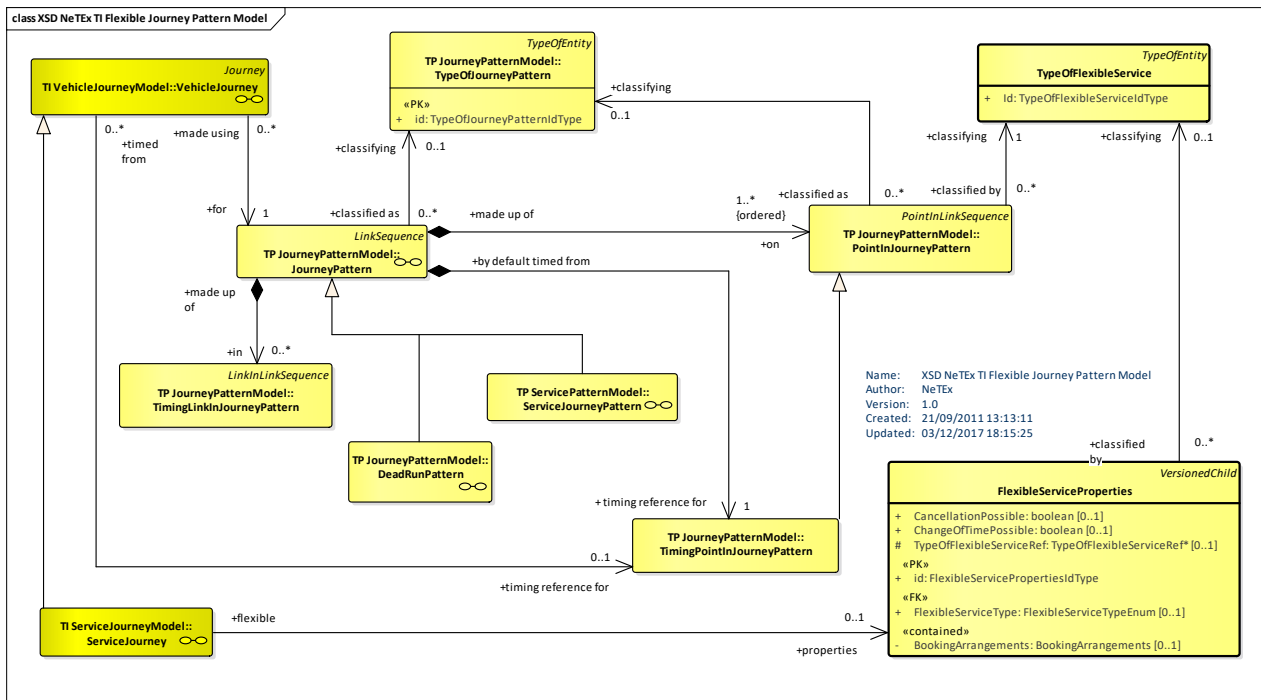 class XSD NeTEx TI Flexible Journey Pattern Model
Journey
TI VehicleJourneyModel::VehicleJourney
TypeOfEntity
TP JourneyPatternModel::
TypeOfJourneyPattern
«PK»
+ id: TypeOfJourneyPatternIdType
TypeOfEntity
TypeOfFlexibleService
+ Id: TypeOfFlexibleServiceIdType
0..*
+timed
from
+made using
0..*
+classifying
0..1
+classifying
0..1
+classifying
1
+classifying
0..1
+for
1
+classified as
0..*
+made up of
1..*
{ordered}
+on
+classified as
0..*
+classified by
0..*
LinkSequence
TP JourneyPatternModel::
JourneyPattern
PointInLinkSequence
TP JourneyPatternModel::
PointInJourneyPattern
+by default timed from
+made up
of
+in
0..*
LinkInLinkSequence
TP JourneyPatternModel::
TimingLinkInJourneyPattern
TP ServicePatternModel::
ServiceJourneyPattern
TP JourneyPatternModel::
DeadRunPattern
Name: XSD NeTEx TI Flexible Journey Pattern Model
Author: NeTEx
Version: 1.0
Created: 21/09/2011 13:13:11
Updated: 03/12/2017 18:15:25
+classified
by
0..*
+ timing reference for
1
TP JourneyPatternModel::
TimingPointInJourneyPattern
0..1
+timing reference for
VersionedChild
FlexibleServiceProperties
+ CancellationPossible: boolean [0..1]
+ ChangeOfTimePossible: boolean [0..1]
# TypeOfFlexibleServiceRef: TypeOfFlexibleServiceRef* [0..1]
«PK»
+ id: FlexibleServicePropertiesIdType
«FK»
+ FlexibleServiceType: FlexibleServiceTypeEnum [0..1]
«contained»
- BookingArrangements: BookingArrangements [0..1]
TI ServiceJourneyModel::
ServiceJourney
+flexible
0..1
+properties